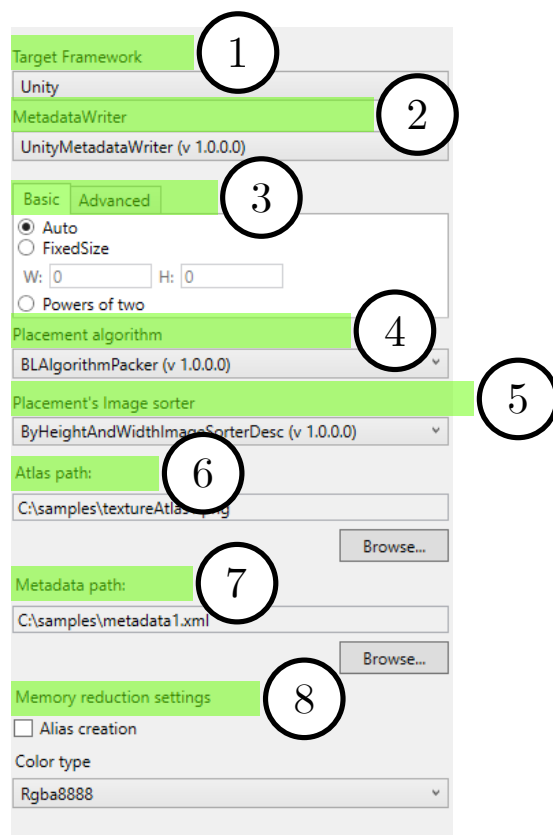 Target Framework
1
Unity
2
MetadataWriter
UnityMetadataWriter (v 1.0.0.0)
Basic Advanced
3
Auto
FixedSize
W: 0 H: 0
Powers of two
Placement algorithm
4
BLAlgorithmPacker (v 1.0.0.0)
Placement's Image sorter
5
ByHeightAndWidthImageSorterDesc (v 1.0.0.0)
Atlas path:
6
Browse...
Metadata path:
7
C:\samples\metadata1.xml
Browse...
Memory reduction settings
8
Alias creation
Color type
Rgba8888